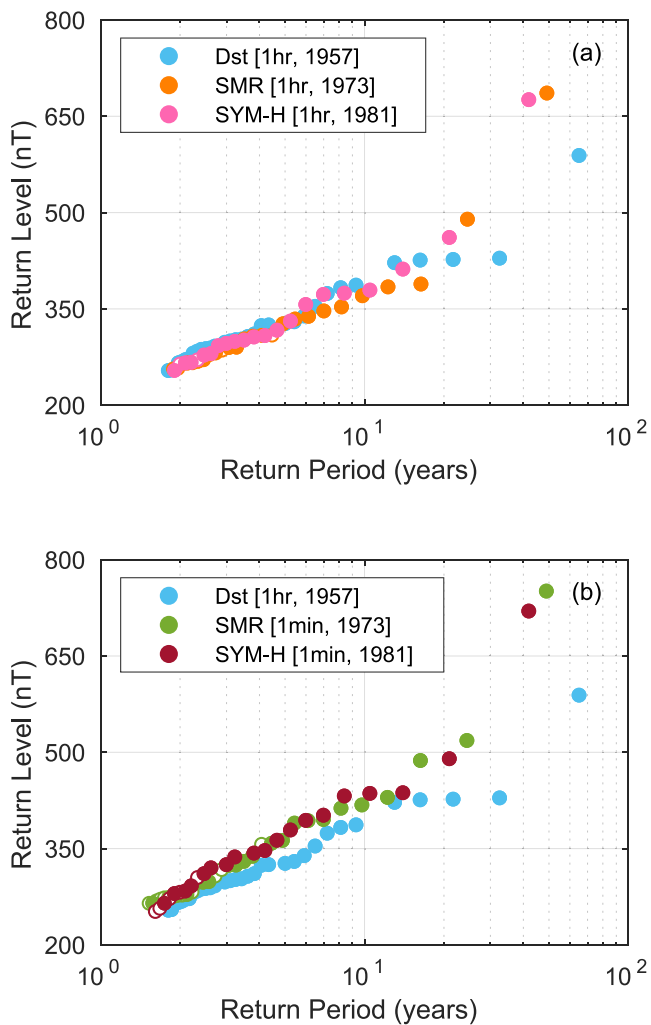 800
(a)
Dst [1hr, 1957]
SMR [1hr, 1973]
SYM-H [1hr, 1981]
650
500
350
200
Return Level (nT)
10^0 10^1 10^2
Return Period (years)
800
(b)
Dst [1hr, 1957]
SMR [1min, 1973]
SYM-H [1min, 1981]
650
500
350
200
Return Level (nT)
10^0 10^1 10^2
Return Period (years)